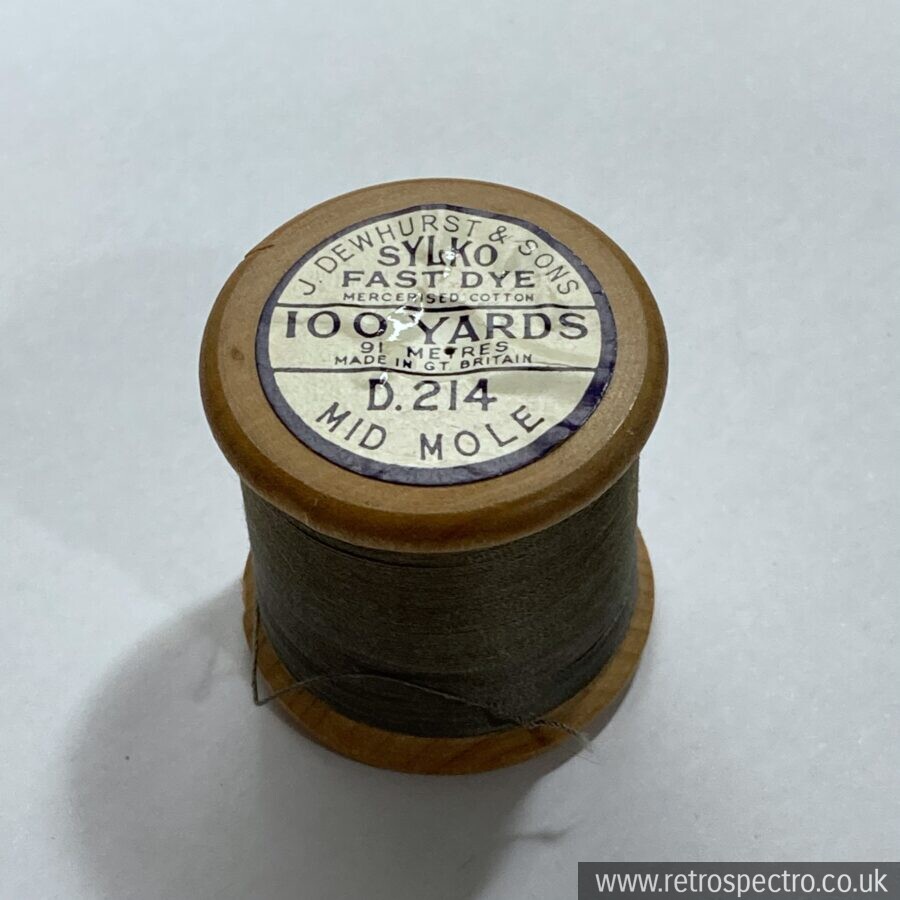 J. DEWHURST & SONS
SYLKO
FAST DYE
MERCERISED COTTON
100 YARDS
91 METRES
MADE IN GT. BRITAIN
D.214
MID MOLE
www.retrospectro.co.uk